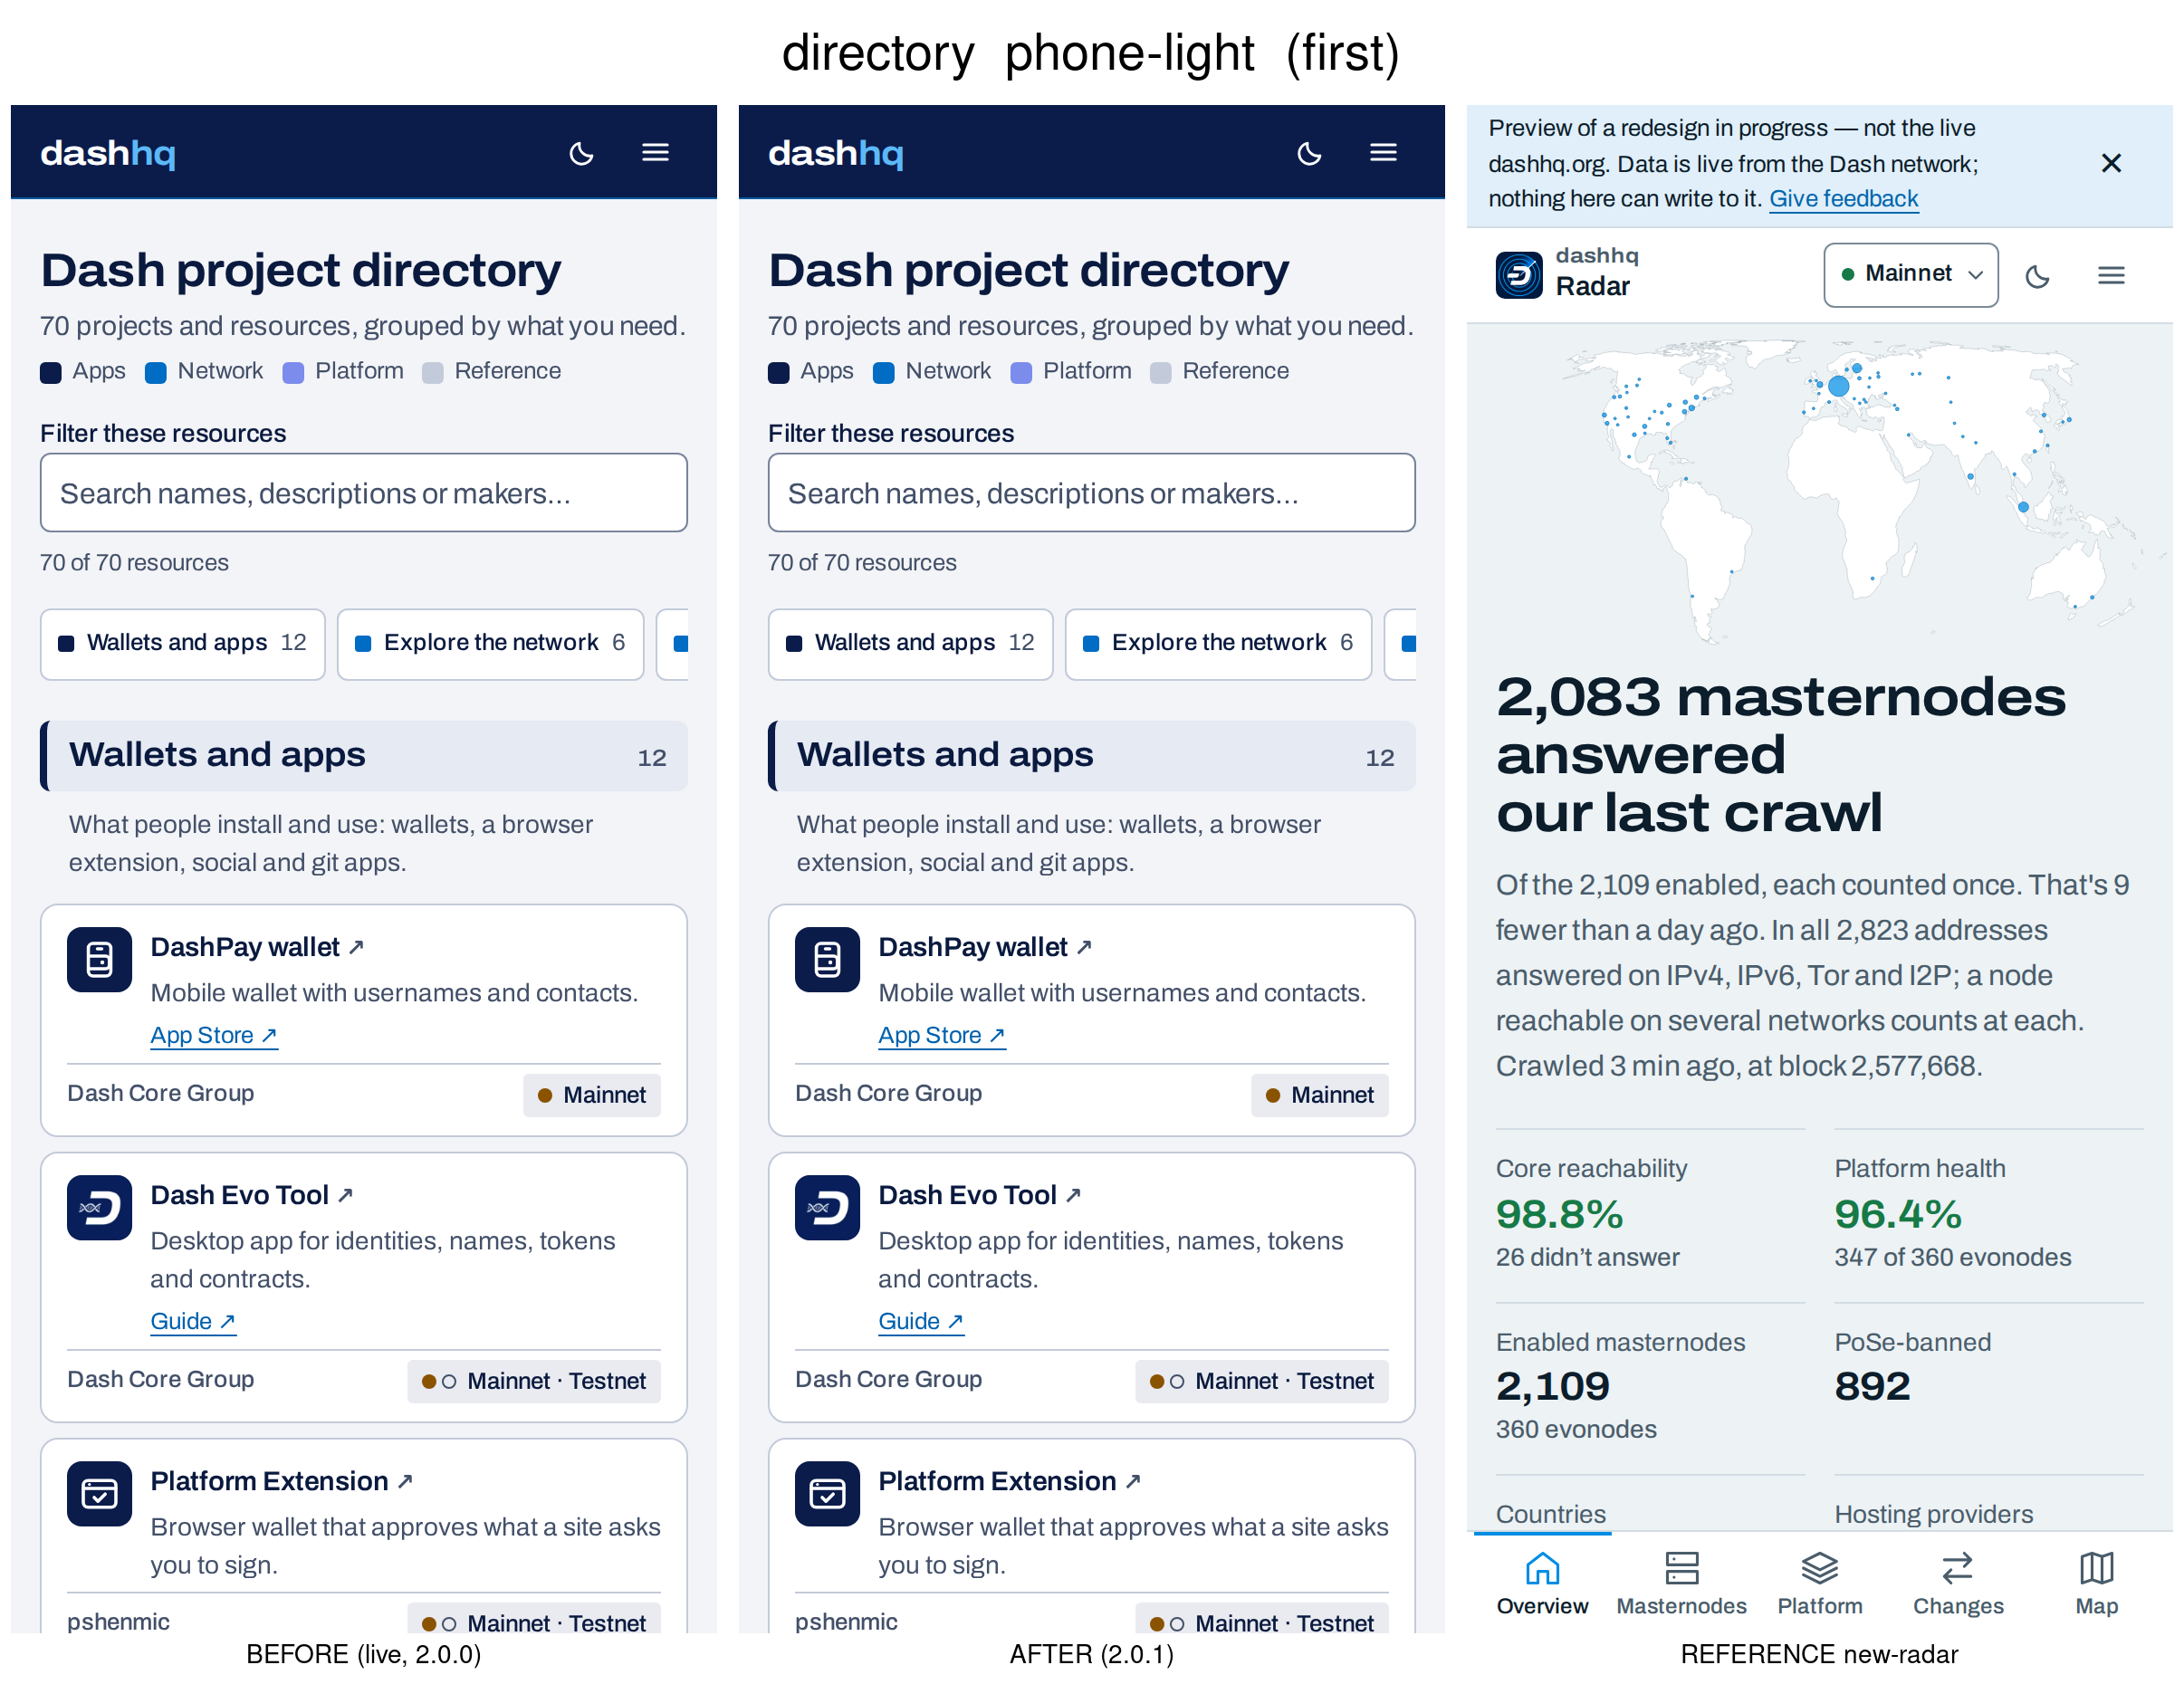 directory phone-light (first)
dashhq
Dash project directory
70 projects and resources, grouped by what you need.
Apps Network Platform Reference
Filter these resources
Search names, descriptions or makers...
70 of 70 resources
Wallets and apps 12 Explore the network 6
Wallets and apps 12
What people install and use: wallets, a browser
extension, social and git apps.
DashPay wallet ↗
Mobile wallet with usernames and contacts.
App Store ↗
Dash Core Group Mainnet
Dash Evo Tool ↗
Desktop app for identities, names, tokens
and contracts.
Guide ↗
Dash Core Group Mainnet · Testnet
Platform Extension ↗
Browser wallet that approves what a site asks
you to sign.
pshenmic Mainnet · Testnet
BEFORE (live, 2.0.0)
dashhq
Dash project directory
70 projects and resources, grouped by what you need.
Apps Network Platform Reference
Filter these resources
Search names, descriptions or makers...
70 of 70 resources
Wallets and apps 12 Explore the network 6
Wallets and apps 12
What people install and use: wallets, a browser
extension, social and git apps.
DashPay wallet ↗
Mobile wallet with usernames and contacts.
App Store ↗
Dash Core Group Mainnet
Dash Evo Tool ↗
Desktop app for identities, names, tokens
and contracts.
Guide ↗
Dash Core Group Mainnet · Testnet
Platform Extension ↗
Browser wallet that approves what a site asks
you to sign.
pshenmic Mainnet · Testnet
AFTER (2.0.1)
Preview of a redesign in progress — not the live
dashhq.org. Data is live from the Dash network;
nothing here can write to it. Give feedback
dashhq
Radar
Mainnet
2,083 masternodes
answered
our last crawl
Of the 2,109 enabled, each counted once. That's 9
fewer than a day ago. In all 2,823 addresses
answered on IPv4, IPv6, Tor and I2P; a node
reachable on several networks counts at each.
Crawled 3 min ago, at block 2,577,668.
Core reachability Platform health
98.8% 96.4%
26 didn’t answer 347 of 360 evonodes
Enabled masternodes PoSe-banned
2,109 892
360 evonodes
Countries Hosting providers
Overview Masternodes Platform Changes Map
REFERENCE new-radar